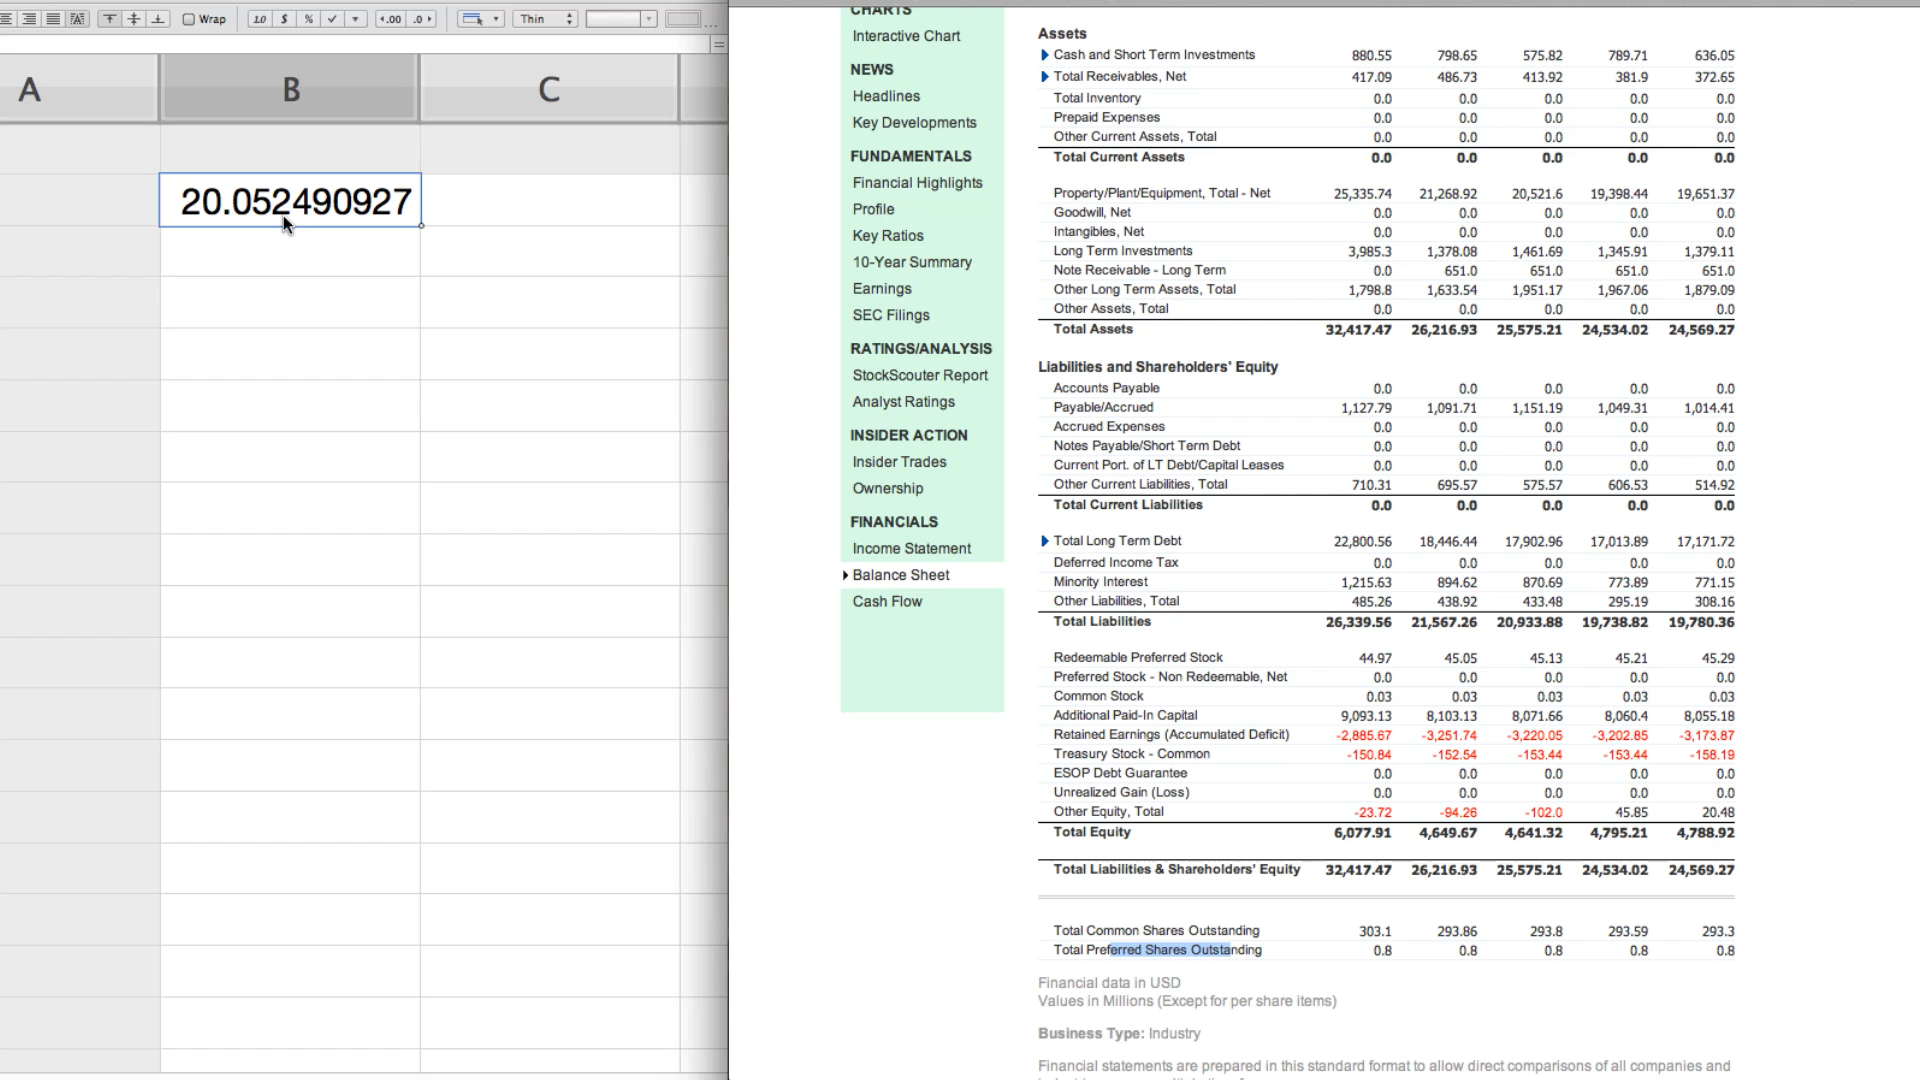 Wrap 1.0 $ % ✓ .00 .0 Thin ...
A B C
20.052490927
CHARTS
Interactive Chart
NEWS
Headlines
Key Developments
FUNDAMENTALS
Financial Highlights
Profile
Key Ratios
10-Year Summary
Earnings
SEC Filings
RATINGS/ANALYSIS
StockScouter Report
Analyst Ratings
INSIDER ACTION
Insider Trades
Ownership
FINANCIALS
Income Statement
Balance Sheet
Cash Flow
Assets
Cash and Short Term Investments 880.55 798.65 575.82 789.71 636.05
Total Receivables, Net 417.09 486.73 413.92 381.9 372.65
Total Inventory 0.0 0.0 0.0 0.0 0.0
Prepaid Expenses 0.0 0.0 0.0 0.0 0.0
Other Current Assets, Total 0.0 0.0 0.0 0.0 0.0
Total Current Assets 0.0 0.0 0.0 0.0 0.0
Property/Plant/Equipment, Total - Net 25,335.74 21,268.92 20,521.6 19,398.44 19,651.37
Goodwill, Net 0.0 0.0 0.0 0.0 0.0
Intangibles, Net 0.0 0.0 0.0 0.0 0.0
Long Term Investments 3,985.3 1,378.08 1,461.69 1,345.91 1,379.11
Note Receivable - Long Term 0.0 651.0 651.0 651.0 651.0
Other Long Term Assets, Total 1,798.8 1,633.54 1,951.17 1,967.06 1,879.09
Other Assets, Total 0.0 0.0 0.0 0.0 0.0
Total Assets 32,417.47 26,216.93 25,575.21 24,534.02 24,569.27
Liabilities and Shareholders' Equity
Accounts Payable 0.0 0.0 0.0 0.0 0.0
Payable/Accrued 1,127.79 1,091.71 1,151.19 1,049.31 1,014.41
Accrued Expenses 0.0 0.0 0.0 0.0 0.0
Notes Payable/Short Term Debt 0.0 0.0 0.0 0.0 0.0
Current Port. of LT Debt/Capital Leases 0.0 0.0 0.0 0.0 0.0
Other Current Liabilities, Total 710.31 695.57 575.57 606.53 514.92
Total Current Liabilities 0.0 0.0 0.0 0.0 0.0
Total Long Term Debt 22,800.56 18,446.44 17,902.96 17,013.89 17,171.72
Deferred Income Tax 0.0 0.0 0.0 0.0 0.0
Minority Interest 1,215.63 894.62 870.69 773.89 771.15
Other Liabilities, Total 485.26 438.92 433.48 295.19 308.16
Total Liabilities 26,339.56 21,567.26 20,933.88 19,738.82 19,780.36
Redeemable Preferred Stock 44.97 45.05 45.13 45.21 45.29
Preferred Stock - Non Redeemable, Net 0.0 0.0 0.0 0.0 0.0
Common Stock 0.03 0.03 0.03 0.03 0.03
Additional Paid-In Capital 9,093.13 8,103.13 8,071.66 8,060.4 8,055.18
Retained Earnings (Accumulated Deficit) -2,885.67 -3,251.74 -3,220.05 -3,202.85 -3,173.87
Treasury Stock - Common -150.84 -152.54 -153.44 -153.44 -158.19
ESOP Debt Guarantee 0.0 0.0 0.0 0.0 0.0
Unrealized Gain (Loss) 0.0 0.0 0.0 0.0 0.0
Other Equity, Total -23.72 -94.26 -102.0 45.85 20.48
Total Equity 6,077.91 4,649.67 4,641.32 4,795.21 4,788.92
Total Liabilities & Shareholders' Equity 32,417.47 26,216.93 25,575.21 24,534.02 24,569.27
Total Common Shares Outstanding 303.1 293.86 293.8 293.59 293.3
Total Preferred Shares Outstanding 0.8 0.8 0.8 0.8 0.8
Financial data in USD
Values in Millions (Except for per share items)
Business Type: Industry
Financial statements are prepared in this standard format to allow direct comparisons of all companies and